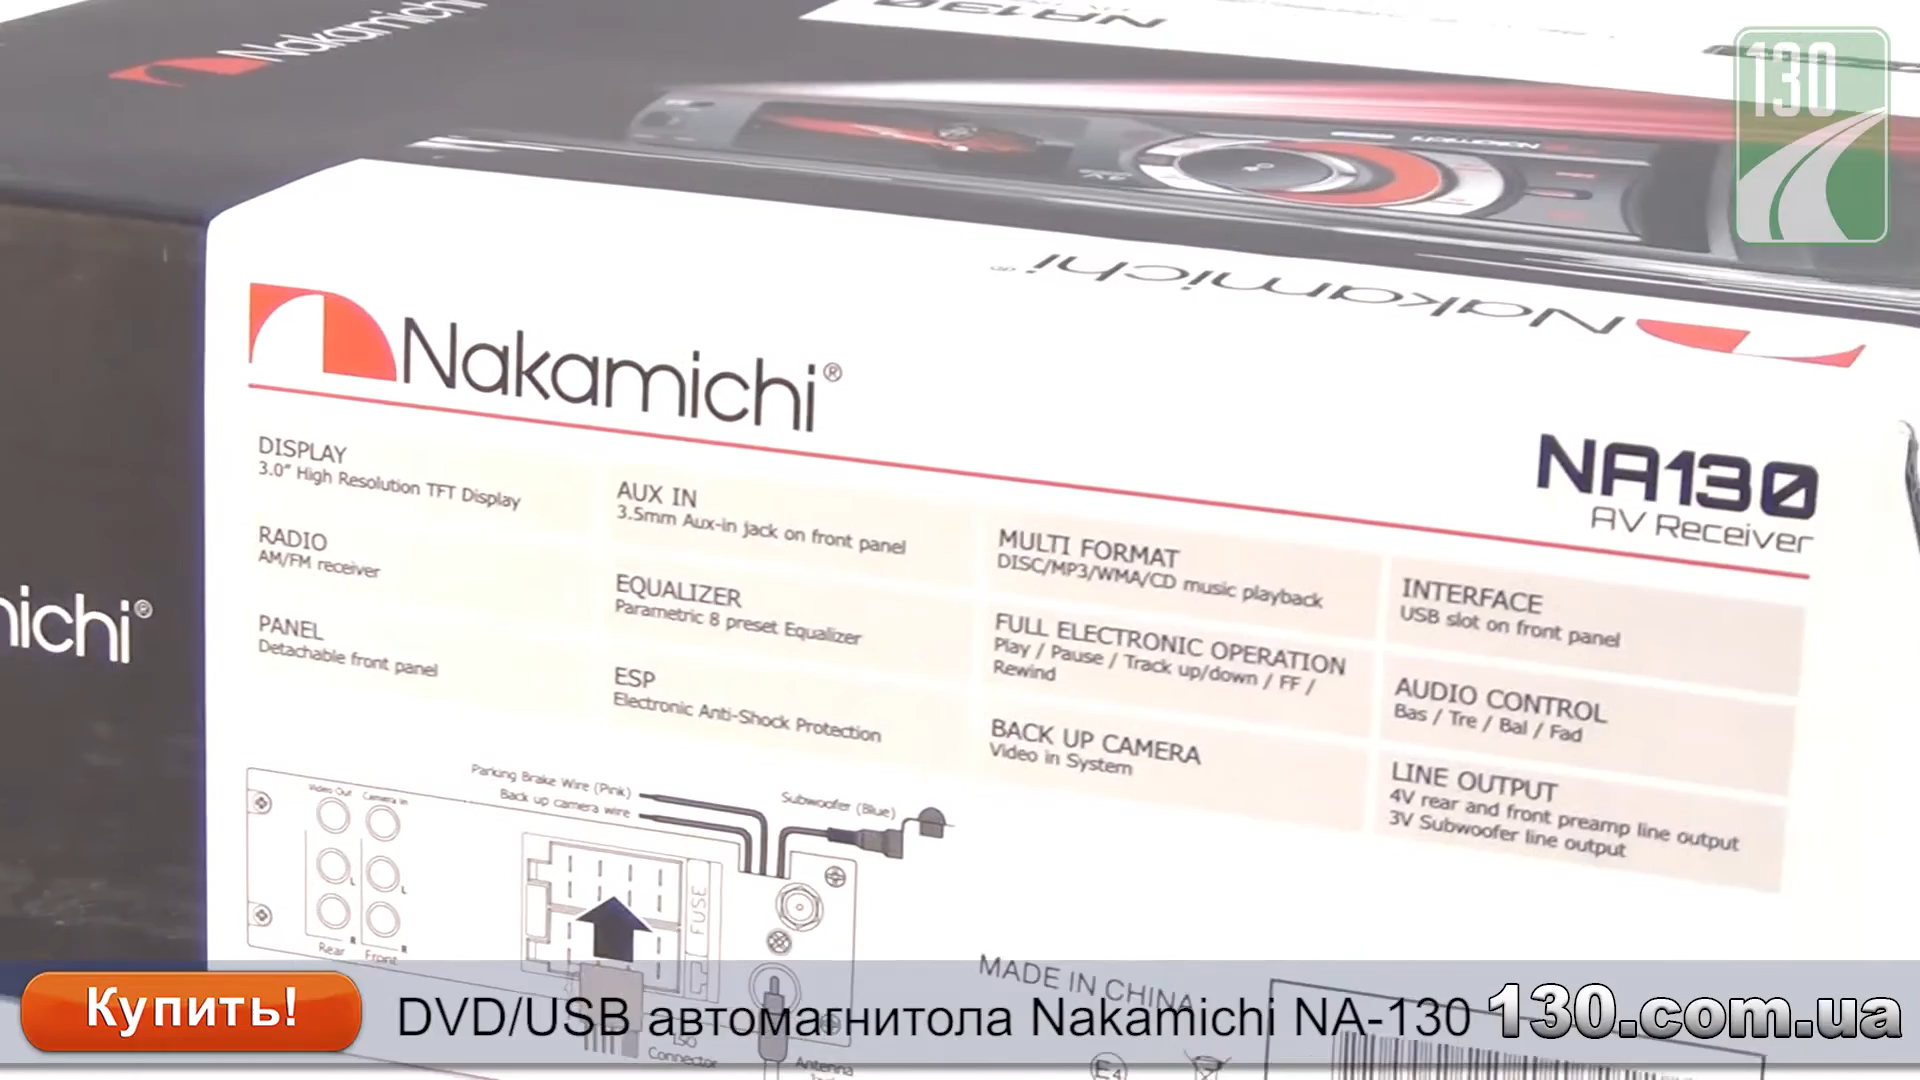 Nakamichi
NA130
130
Nakamichi
Nakamichi®
Nakamichi®
NA130
AV Receiver
DISPLAY
3.0" High Resolution TFT Display
RADIO
AM/FM receiver
PANEL
Detachable front panel
AUX IN
3.5mm Aux-in jack on front panel
EQUALIZER
Parametric 8 preset Equalizer
ESP
Electronic Anti-Shock Protection
MULTI FORMAT
DISC/MP3/WMA/CD music playback
FULL ELECTRONIC OPERATION
Play / Pause / Track up/down / FF /
Rewind
BACK UP CAMERA
Video in System
INTERFACE
USB slot on front panel
AUDIO CONTROL
Bas / Tre / Bal / Fad
LINE OUTPUT
4V rear and front preamp line output
3V Subwoofer line output
michi®
Parking Brake Wire (Pink)
Back up camera wire
Subwoofer (Blue)
Video Out
Camera In
L
L
R
R
Rear
Front
FUSE
MADE IN CHINA
Купить!
DVD/USB автомагнитола Nakamichi NA-130
130.com.ua
ISO
Connector
Antenna
E4